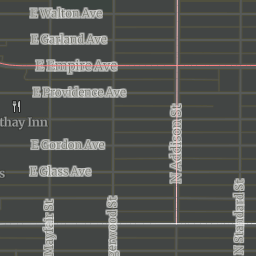 E Walton Ave
E Garland Ave
E Empire Ave
E Providence Ave
thay Inn
E Gordon Ave
E Glass Ave
s
N Addison St
Mayfair St
genwood St
N Standard St